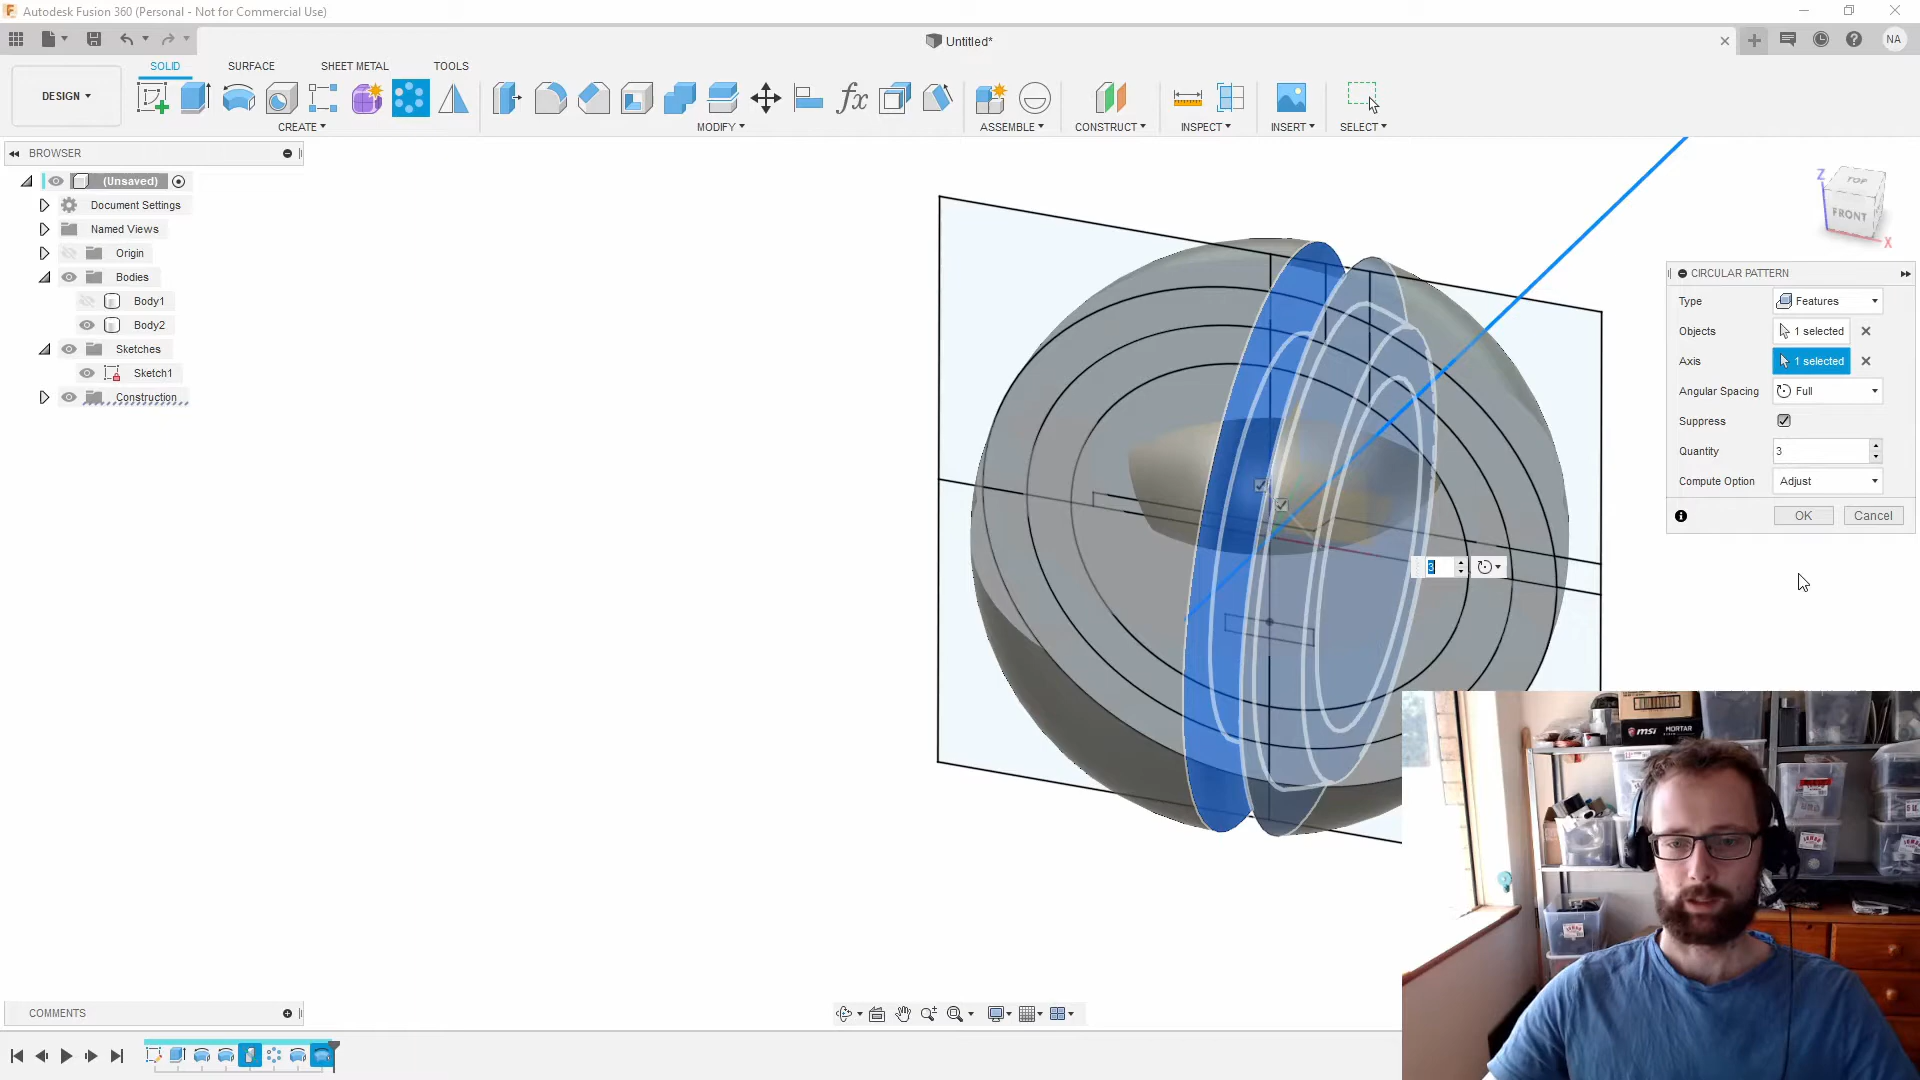 Autodesk Fusion 360 (Personal - Not for Commercial Use)
Untitled*
NA
DESIGN
SOLID
SURFACE
SHEET METAL
TOOLS
CREATE
MODIFY
ASSEMBLE
CONSTRUCT
INSPECT
INSERT
SELECT
BROWSER
(Unsaved)
Document Settings
Named Views
Origin
Bodies
Body1
Body2
Sketches
Sketch1
Construction
Z
TOP
FRONT
X
CIRCULAR PATTERN
Type
Features
Objects
1 selected
Axis
1 selected
Angular Spacing
Full
Suppress
Quantity
3
Compute Option
Adjust
OK
Cancel
3
msi MORTAR
COMMENTS